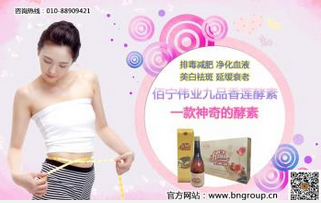 咨询热线：010-88909421
排毒减肥 净化血液
美白祛斑 延缓衰老
佰宁伟业九品香莲酵素
一款神奇的酵素
官方网站：www.bngroup.com.cn